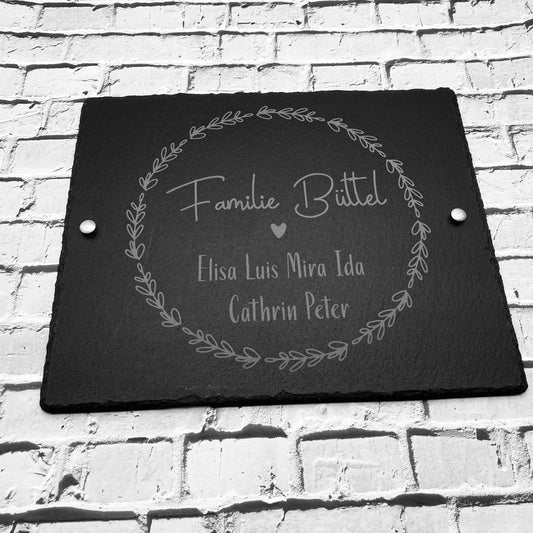 Familie Büttel
Elisa Luis Mira Ida
Cathrin Peter